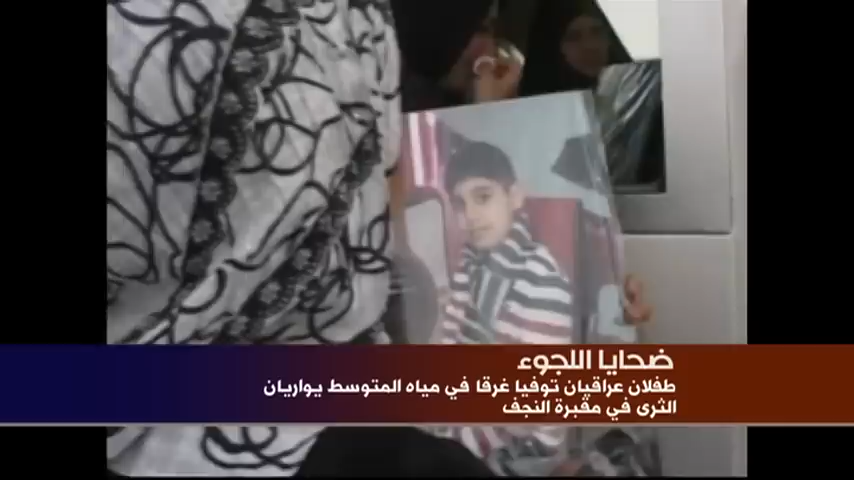 ضحايا اللجوء
طفلان عراقيان توفيا غرقا في مياه المتوسط يواريان
الثرى في مقبرة النجف